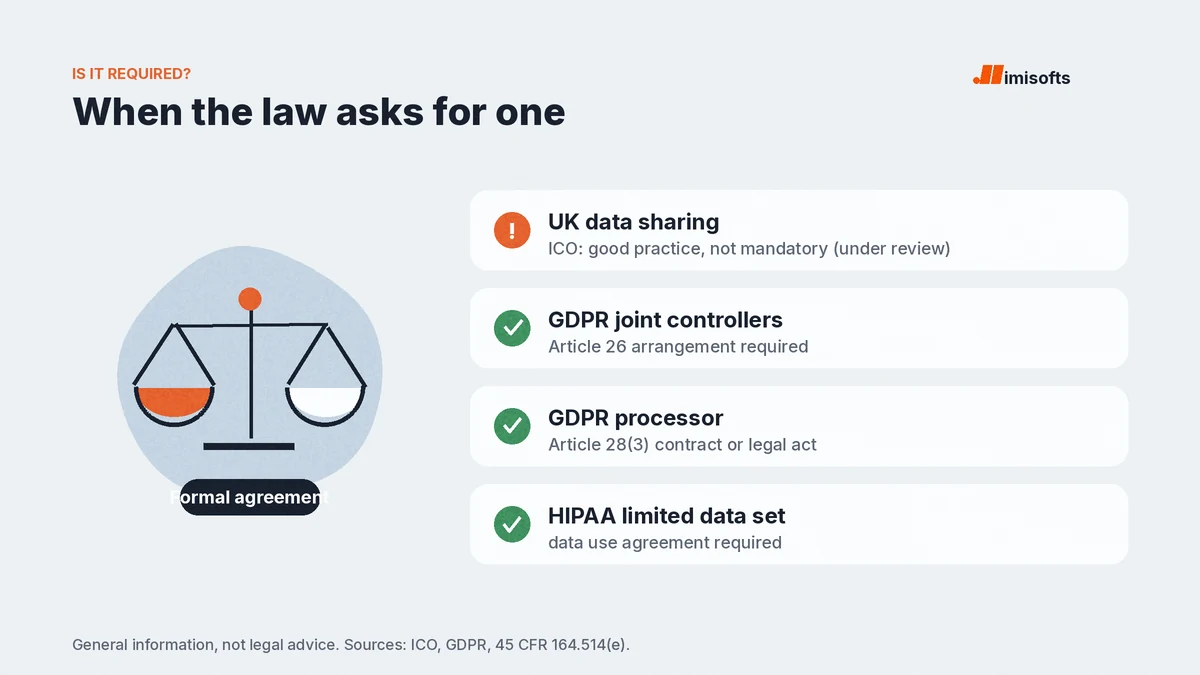 IS IT REQUIRED?
When the law asks for one
imisofts
UK data sharing
ICO: good practice, not mandatory (under review)
GDPR joint controllers
Article 26 arrangement required
GDPR processor
Article 28(3) contract or legal act
HIPAA limited data set
data use agreement required
Formal agreement
General information, not legal advice. Sources: ICO, GDPR, 45 CFR 164.514(e).